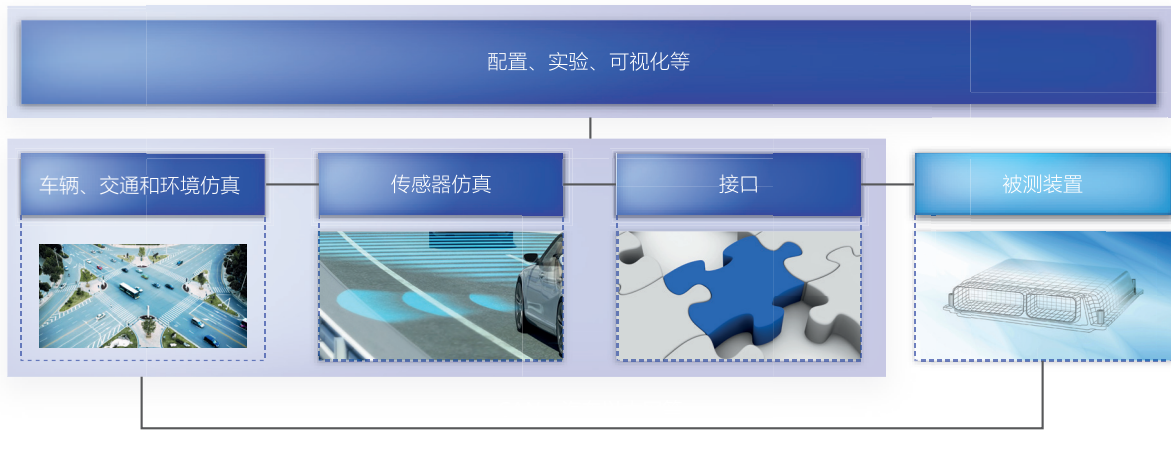 配置、实验、可视化等
车辆、交通和环境仿真
传感器仿真
接口
被测装置